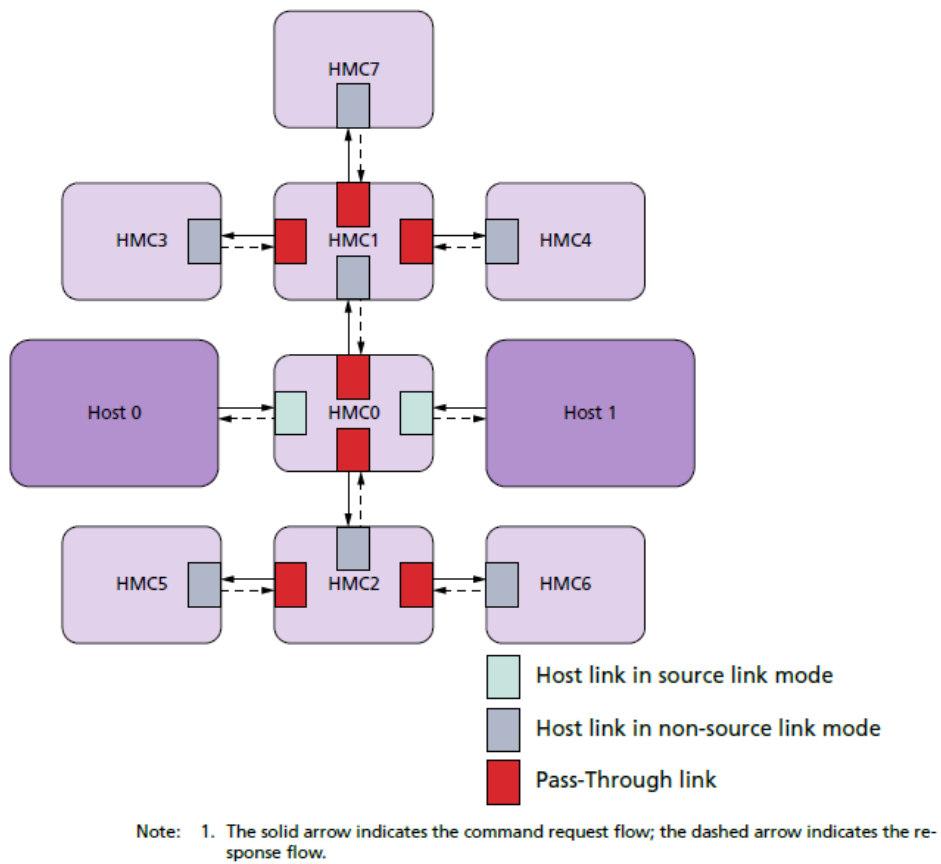 HMC7
HMC3
HMC1
HMC4
Host 0
HMC0
Host 1
HMC5
HMC2
HMC6
Host link in source link mode
Host link in non-source link mode
Pass-Through link
Note: 1. The solid arrow indicates the command request flow; the dashed arrow indicates the re-
sponse flow.